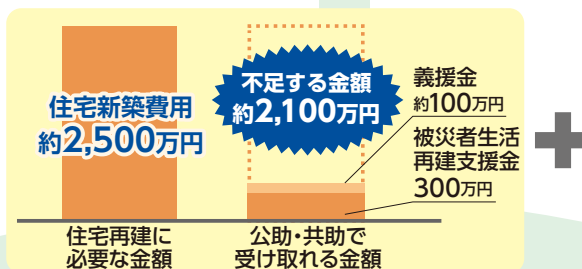 住宅新築費用
約2,500万円
不足する金額
約2,100万円
義援金
約100万円
被災者生活
再建支援金
300万円
住宅再建に
必要な金額
公助・共助で
受け取れる金額